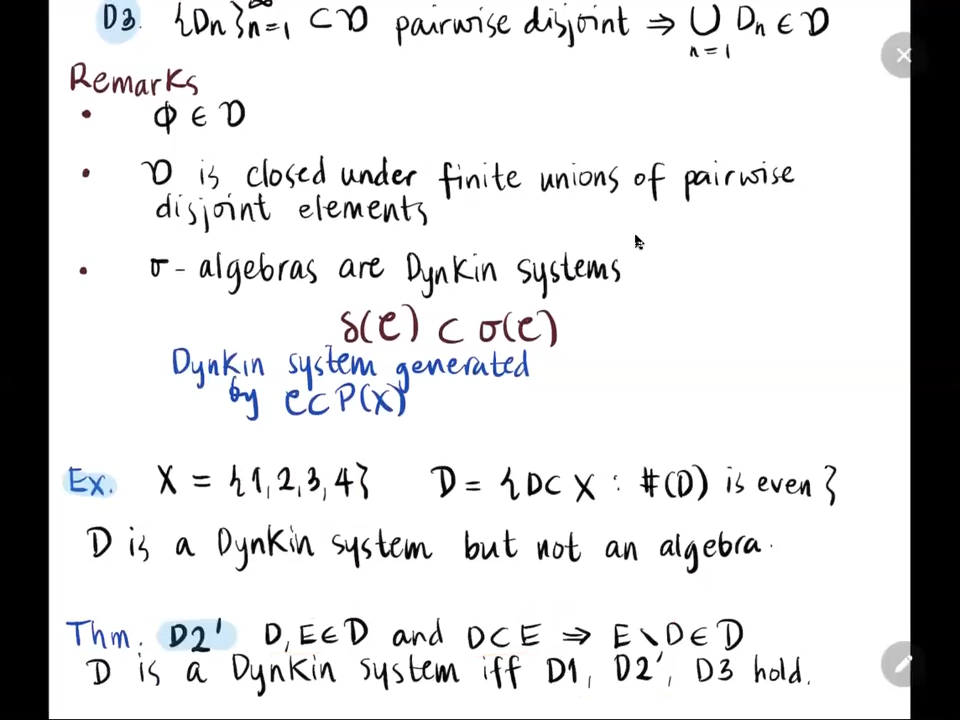 D3. {Dn}∞n=1 ⊂ 𝒟 pairwise disjoint ⇒ ⋃n=1 Dn ∈ 𝒟
Remarks
• ϕ ∈ 𝒟
• 𝒟 is closed under finite unions of pairwise
disjoint elements
• σ- algebras are Dynkin systems
δ(𝒞) ⊂ σ(𝒞)
Dynkin system generated
by 𝒞 ⊂ P(X)
Ex. X = {1,2,3,4} 𝒟 = {D ⊂ X : #(D) is even}
𝒟 is a Dynkin system but not an algebra.
Thm. D2' D, E ∈ 𝒟 and D ⊂ E ⇒ E \ D ∈ 𝒟
𝒟 is a Dynkin system iff D1, D2', D3 hold.